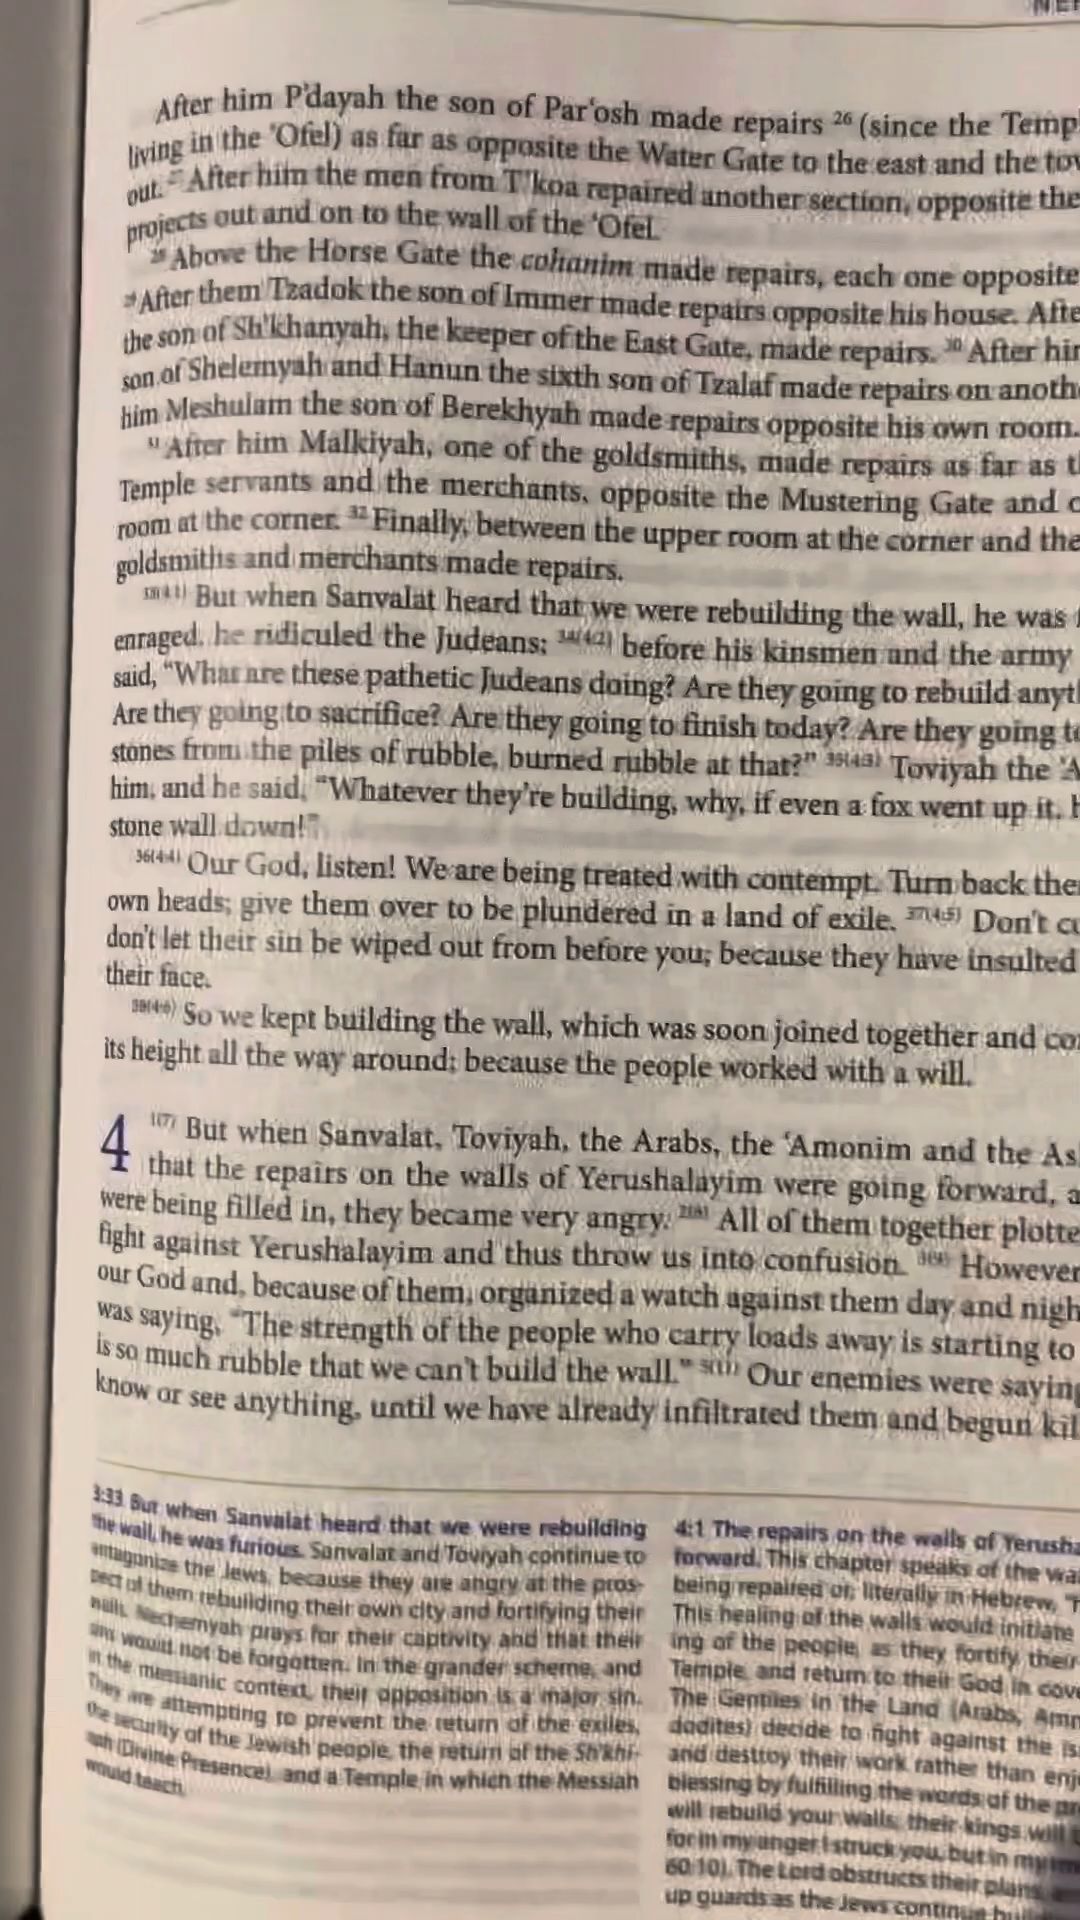 After him P'dayah the son of Par'osh made repairs 26 (since the Temp
living in the 'Ofel) as far as opposite the Water Gate to the east and the tow
out. 27 After him the men from T'koa repaired another section, opposite the
projects out and on to the wall of the 'Ofel.
28 Above the Horse Gate the cohanim made repairs, each one opposite
29 After them Tzadok the son of Immer made repairs opposite his house. Afte
the son of Sh'khanyah, the keeper of the East Gate, made repairs. 30 After hi
son of Shelemyah and Hanun the sixth son of Tzalaf made repairs on anoth
him Meshulam the son of Berekhyah made repairs opposite his own room.
31 After him Malkiyah, one of the goldsmiths, made repairs as far as t
Temple servants and the merchants, opposite the Mustering Gate and
room at the corner. 32 Finally, between the upper room at the corner and the
goldsmiths and merchants made repairs.
33(4:1) But when Sanvalat heard that we were rebuilding the wall, he was
enraged, he ridiculed the Judeans; 34(4:2) before his kinsmen and the army
said, "What are these pathetic Judeans doing? Are they going to rebuild anyt
Are they going to sacrifice? Are they going to finish today? Are they going t
stones from the piles of rubble, burned rubble at that?" 35(4:3) Toviyah the 'A
him, and he said, "Whatever they're building, why, if even a fox went up it, h
stone wall down!"
36(4:4) Our God, listen! We are being treated with contempt. Turn back the
own heads; give them over to be plundered in a land of exile. 37(4:5) Don't c
don't let their sin be wiped out from before you; because they have insulted
their face.
38(4:6) So we kept building the wall, which was soon joined together and co
its height all the way around; because the people worked with a will.
4 1(7) But when Sanvalat, Toviyah, the Arabs, the 'Amonim and the As
that the repairs on the walls of Yerushalayim were going forward, a
were being filled in, they became very angry. 2(8) All of them together plotte
fight against Yerushalayim and thus throw us into confusion. 3(9) However
our God and, because of them, organized a watch against them day and nigh
was saying, "The strength of the people who carry loads away is starting to
is so much rubble that we can't build the wall." 5(11) Our enemies were saying
know or see anything, until we have already infiltrated them and begun kil
3:33 But when Sanvalat heard that we were rebuilding
the wall, he was furious. Sanvalat and Toviyah continue to
antagonize the Jews, because they are angry at the pros-
pect of them rebuilding their own city and fortifying their
walls. Nechemyah prays for their captivity and that their
sins would not be forgotten. In the grander scheme, and
in the messianic context, their opposition is a major sin.
They are attempting to prevent the return of the exiles,
the security of the Jewish people, the return of the Sh'khi-
nah (Divine Presence), and a Temple in which the Messiah
would teach.
4:1 The repairs on the walls of Yerusha
forward. This chapter speaks of the wa
being repaired or, literally in Hebrew,
This healing of the walls would initiate
ing of the people, as they fortify their
Temple, and return to their God in cov
The Gentiles in the Land (Arabs, Amm
dodites) decide to fight against the Is
and destroy their work rather than enj
blessing by fulfilling the words of the pr
will rebuild your walls, their kings will
for in my anger I struck you, but in my
60:10). The Lord obstructs their plans,
up guards as the Jews continue